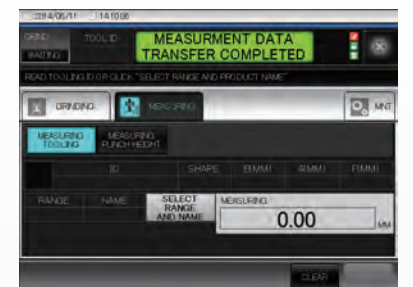 2014/05/11 14:10:06
GRIND TOOL ID MEASURMENT DATA
WAITING TRANSFER COMPLETED
READ TOOLING ID OR CLICK "SELECT RANGE AND PRODUCT NAME"
GRINDING MEASURING MNT
MEASURING TOOLING MEASURING PUNCH HEIGHT
ID SHAPE B(MM) A(MM) F(MM)
RANGE NAME SELECT RANGE AND NAME MEASURING
0.00 MM
CLEAR